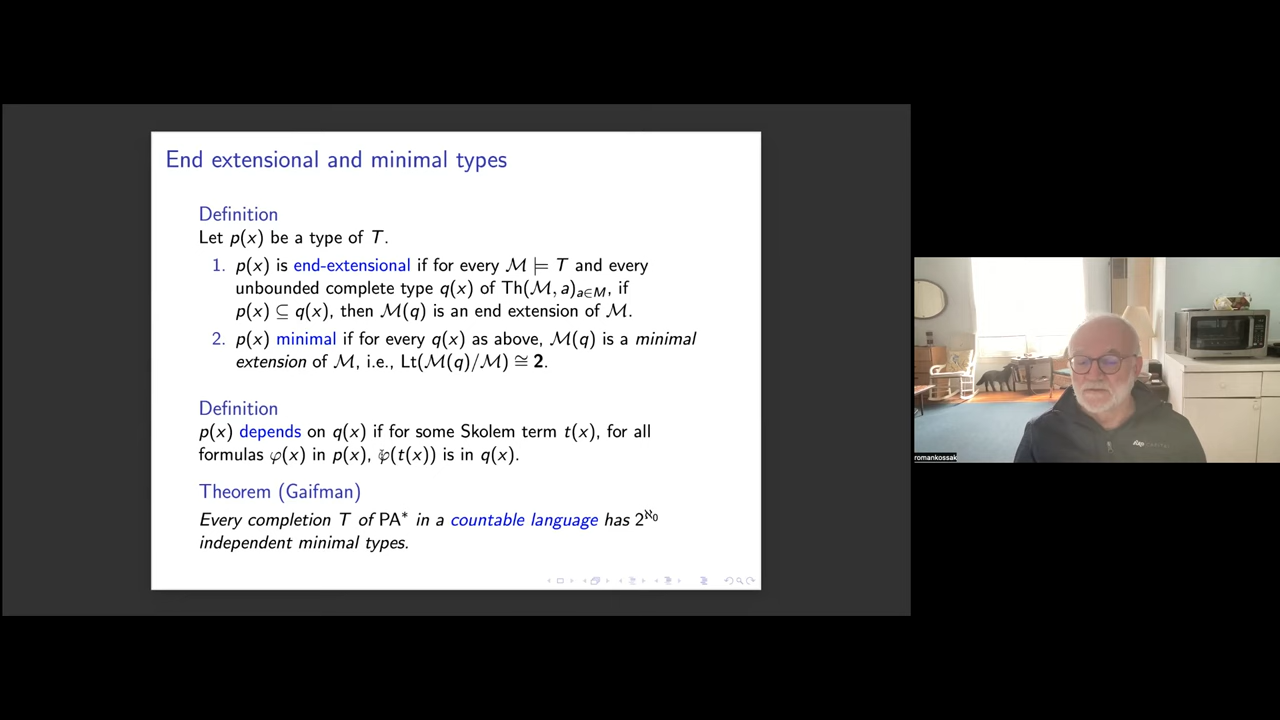 End extensional and minimal types
Definition
Let p(x) be a type of T.
1. p(x) is end-extensional if for every ℳ ⊨ T and every
unbounded complete type q(x) of Th(ℳ, a)ₐ∈M, if
p(x) ⊆ q(x), then ℳ(q) is an end extension of ℳ.
2. p(x) minimal if for every q(x) as above, ℳ(q) is a minimal
extension of ℳ, i.e., Lt(ℳ(q)/ℳ) ≅ 2.
Definition
p(x) depends on q(x) if for some Skolem term t(x), for all
formulas φ(x) in p(x), φ(t(x)) is in q(x).
Theorem (Gaifman)
Every completion T of PA* in a countable language has 2^ℵ₀
independent minimal types.
romankossak